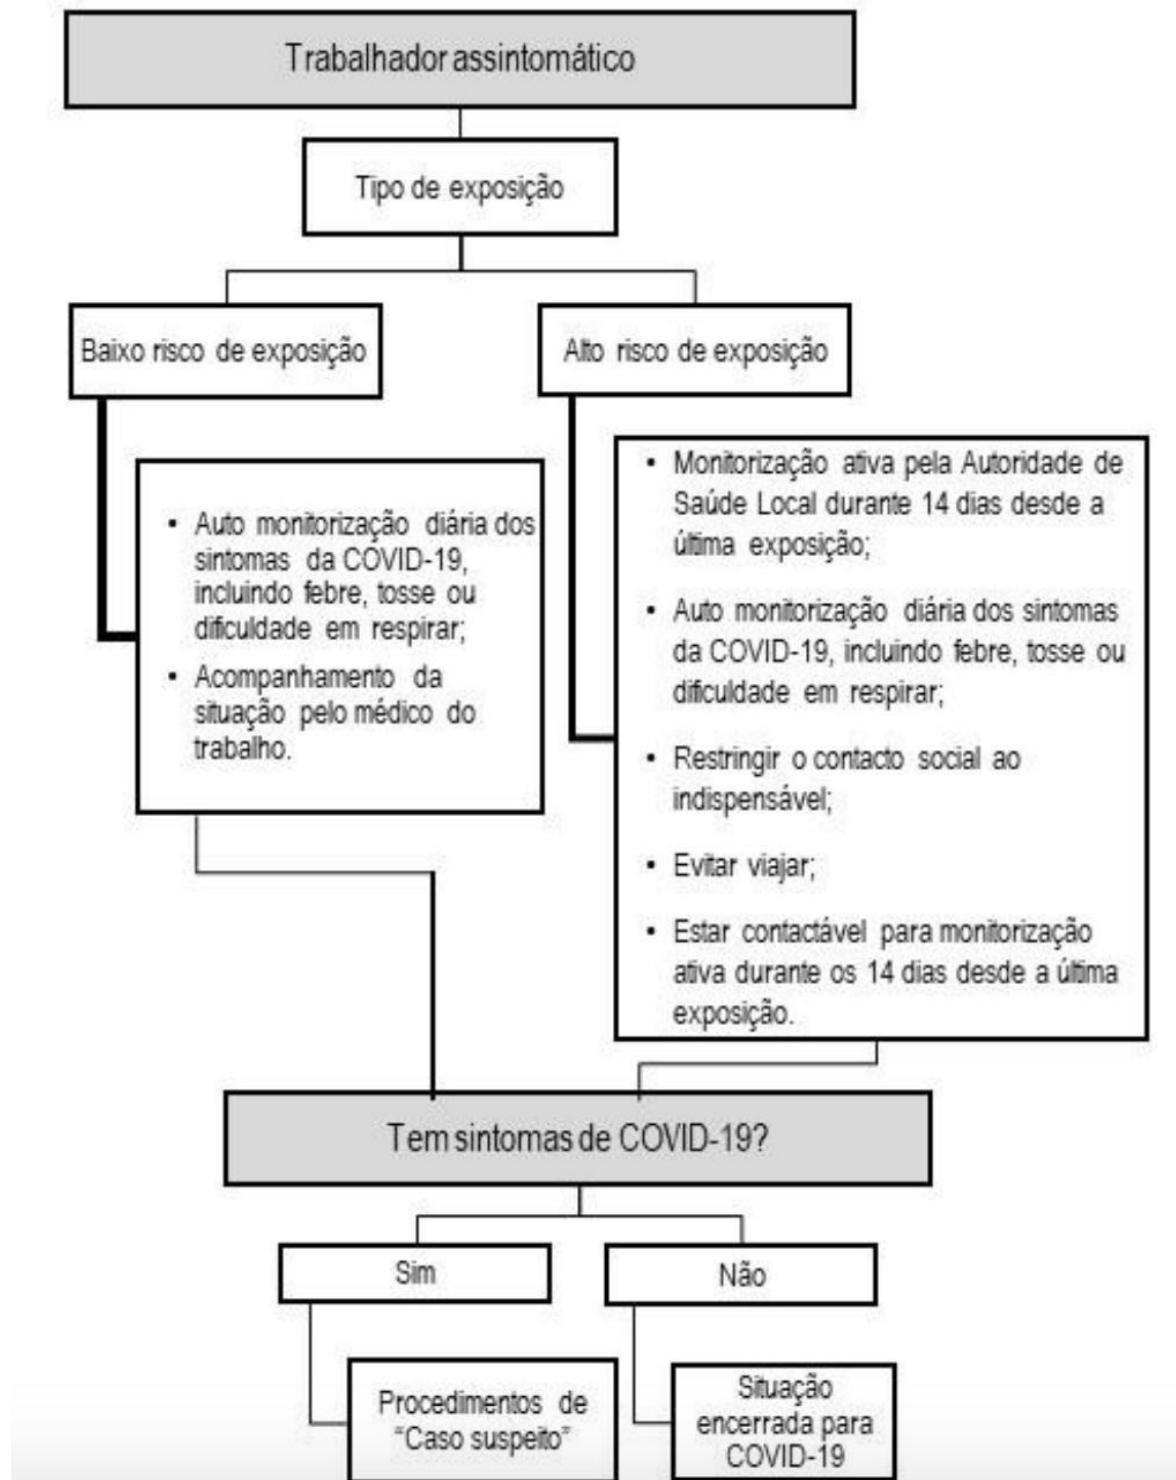 Trabalhador assintomático
Tipo de exposição
Baixo risco de exposição
Alto risco de exposição
▪ Auto monitorização diária dos
sintomas da COVID-19,
incluindo febre, tosse ou
dificuldade em respirar;
▪ Acompanhamento da
situação pelo médico do
trabalho.
▪ Monitorização ativa pela Autoridade de
Saúde Local durante 14 dias desde a
última exposição;
▪ Auto monitorização diária dos sintomas
da COVID-19, incluindo febre, tosse ou
dificuldade em respirar;
▪ Restringir o contacto social ao
indispensável;
▪ Evitar viajar;
▪ Estar contactável para monitorização
ativa durante os 14 dias desde a última
exposição.
Tem sintomas de COVID-19?
Sim
Não
Procedimentos de
“Caso suspeito”
Situação
encerrada para
COVID-19